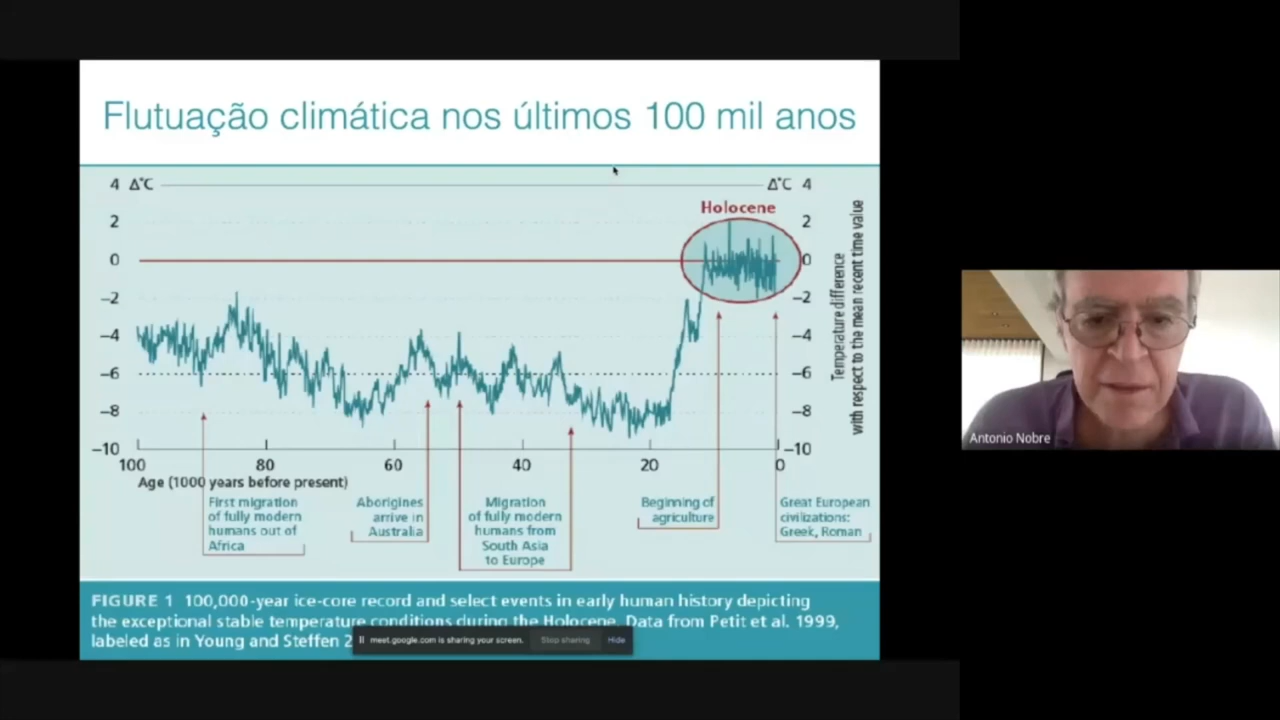 Flutuação climática nos últimos 100 mil anos
4 Δ°C
Δ°C 4
Holocene
2
2
0
0
−2
−2
−4
−4
−6
−6
−8
−8
−10
−10
Temperature difference
with respect to the mean recent time value
100
80
60
40
20
0
Age (1000 years before present)
First migration
of fully modern
humans out of
Africa
Aborigines
arrive in
Australia
Migration
of fully modern
humans from
South Asia
to Europe
Beginning of
agriculture
Great European
civilizations:
Greek, Roman
FIGURE 1 100,000-year ice-core record and select events in early human history depicting
the exceptional stable temperature conditions during the Holocene. Data from Petit et al. 1999,
labeled as in Young and Steffen 2
meet.google.com is sharing your screen.
Stop sharing
Hide
Antonio Nobre